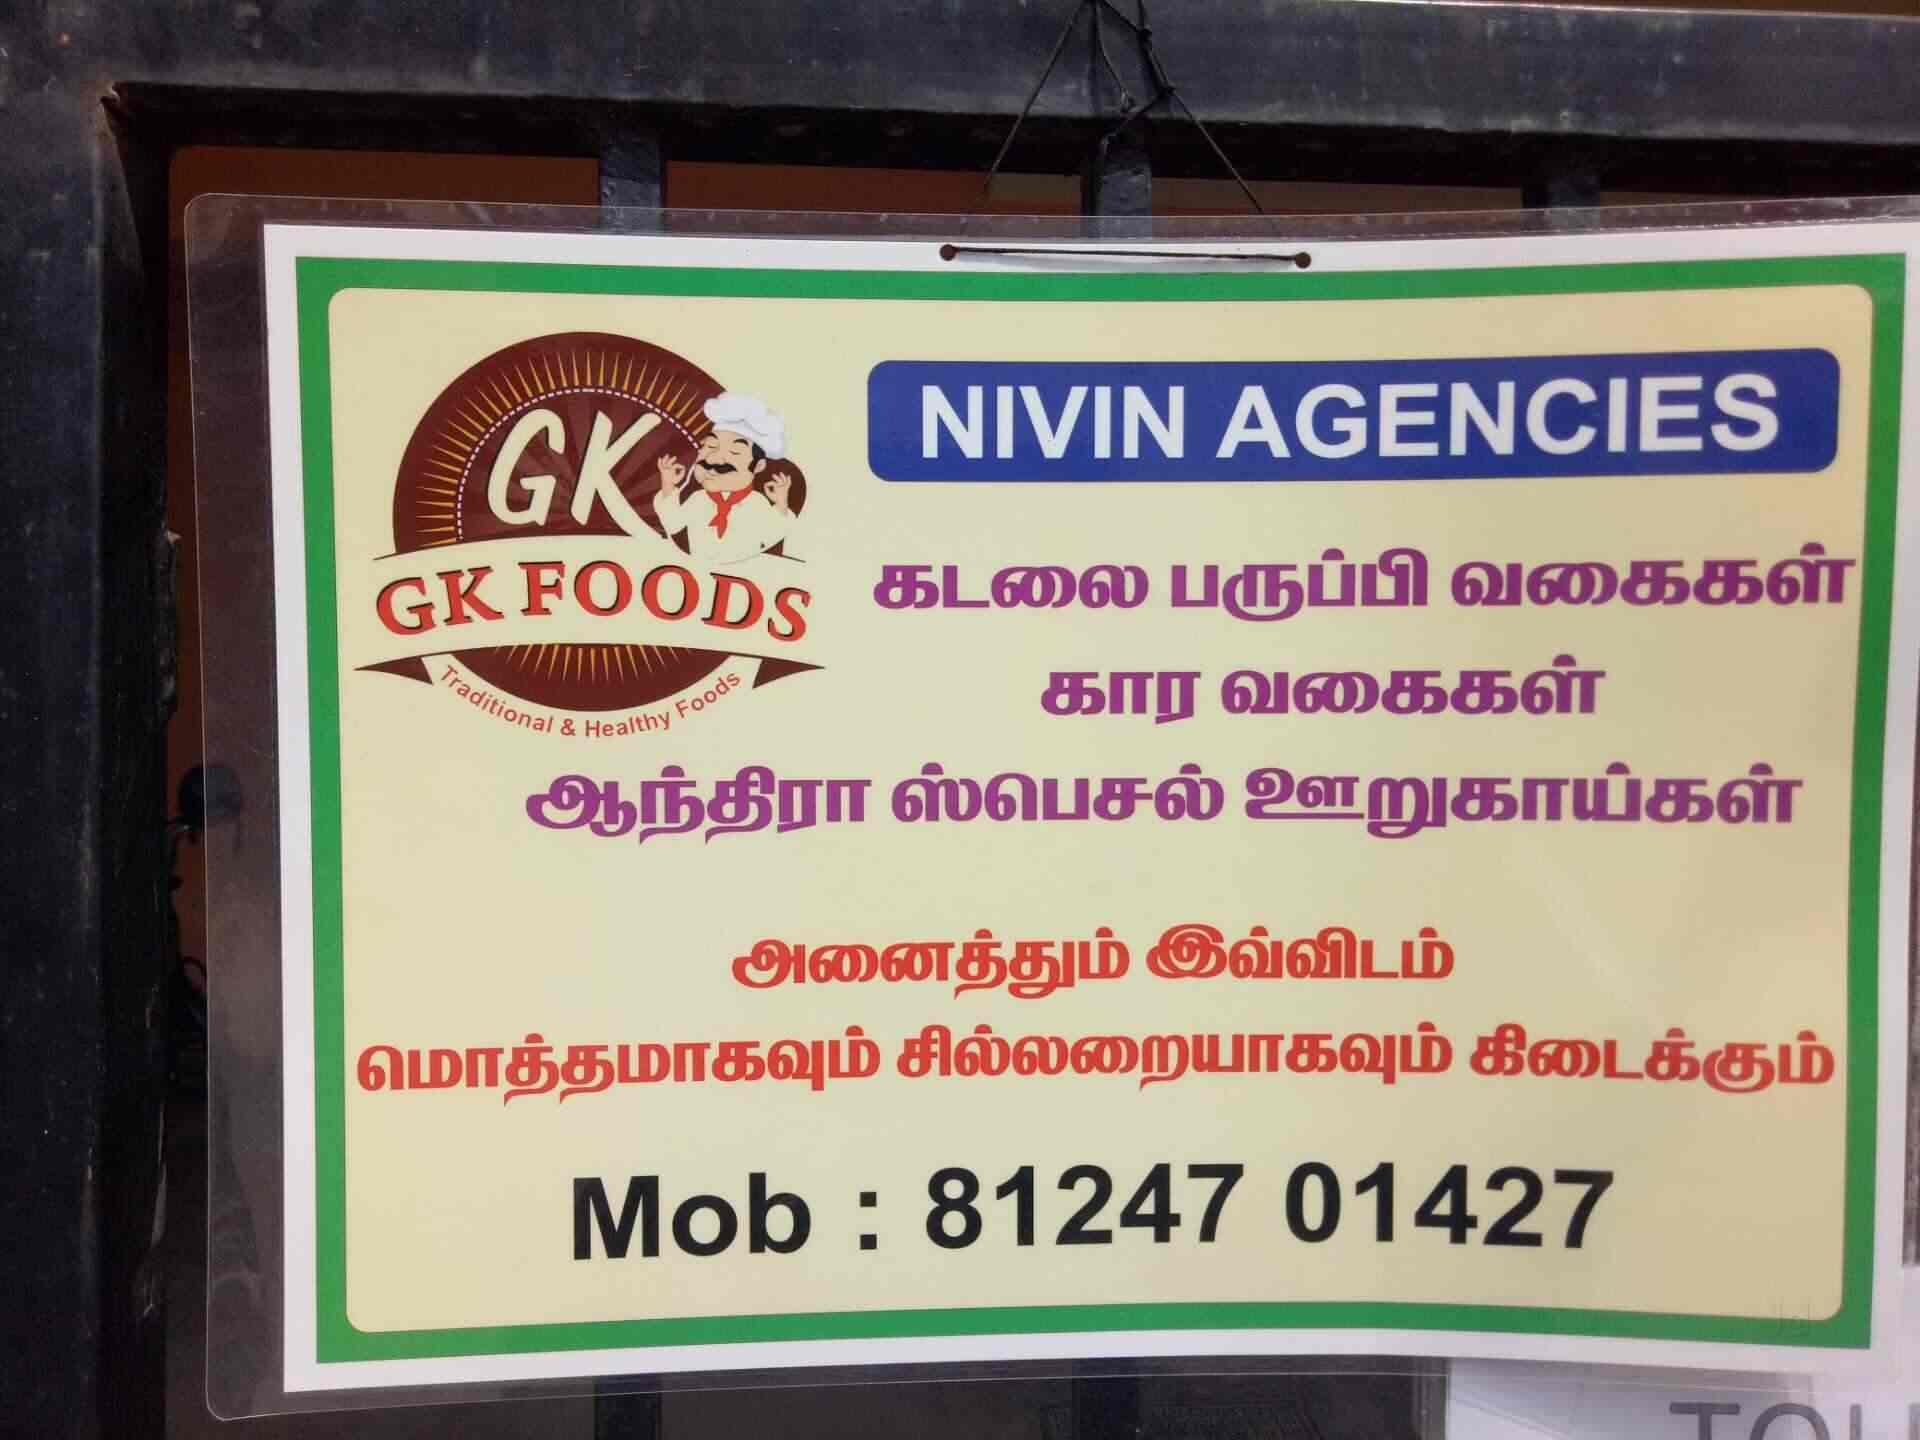 GK
GK FOODS
Traditional & Healthy Foods
NIVIN AGENCIES
கடலை பருப்பி வகைகள்
கார வகைகள்
ஆந்திரா ஸ்பெசல் ஊறுகாய்கள்
அனைத்தும் இவ்விடம்
மொத்தமாகவும் சில்லறையாகவும் கிடைக்கும்
Mob : 81247 01427